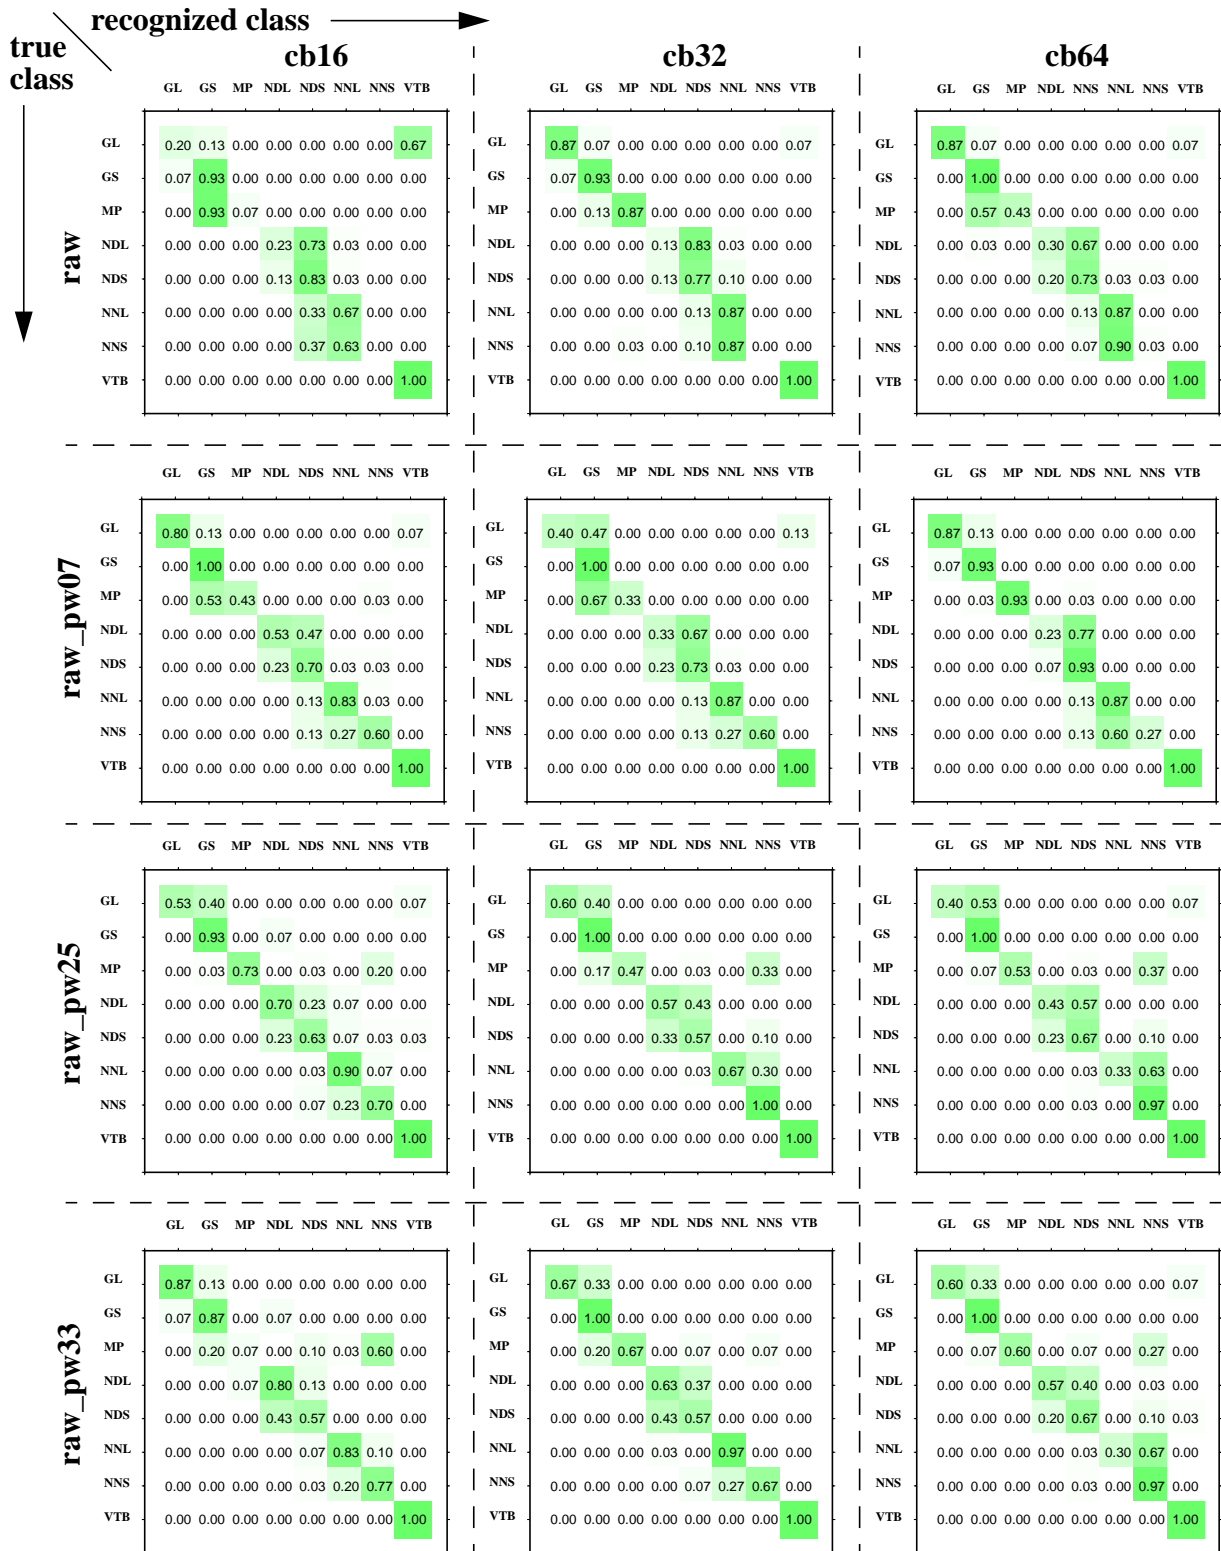 recognized class
true
class
cb16 cb32 cb64
GL GS MP NDL NDS NNL NNS VTB GL GS MP NDL NDS NNL NNS VTB GL GS MP NDL NDS NNL NNS VTB
raw
GL 0.20 0.13 0.00 0.00 0.00 0.00 0.00 0.67 GL 0.87 0.07 0.00 0.00 0.00 0.00 0.00 0.07 GL 0.87 0.07 0.00 0.00 0.00 0.00 0.00 0.07
GS 0.07 0.93 0.00 0.00 0.00 0.00 0.00 0.00 GS 0.07 0.93 0.00 0.00 0.00 0.00 0.00 0.00 GS 0.00 1.00 0.00 0.00 0.00 0.00 0.00 0.00
MP 0.00 0.93 0.07 0.00 0.00 0.00 0.00 0.00 MP 0.00 0.13 0.87 0.00 0.00 0.00 0.00 0.00 MP 0.00 0.57 0.43 0.00 0.00 0.00 0.00 0.00
NDL 0.00 0.00 0.00 0.23 0.73 0.03 0.00 0.00 NDL 0.00 0.00 0.00 0.13 0.83 0.03 0.00 0.00 NDL 0.00 0.03 0.00 0.30 0.67 0.00 0.00 0.00
NDS 0.00 0.00 0.00 0.13 0.83 0.03 0.00 0.00 NDS 0.00 0.00 0.00 0.13 0.77 0.10 0.00 0.00 NDS 0.00 0.00 0.00 0.20 0.73 0.03 0.03 0.00
NNL 0.00 0.00 0.00 0.00 0.33 0.67 0.00 0.00 NNL 0.00 0.00 0.00 0.00 0.13 0.87 0.00 0.00 NNL 0.00 0.00 0.00 0.00 0.13 0.87 0.00 0.00
NNS 0.00 0.00 0.00 0.00 0.37 0.63 0.00 0.00 NNS 0.00 0.00 0.03 0.00 0.10 0.87 0.00 0.00 NNS 0.00 0.00 0.00 0.00 0.07 0.90 0.03 0.00
VTB 0.00 0.00 0.00 0.00 0.00 0.00 0.00 1.00 VTB 0.00 0.00 0.00 0.00 0.00 0.00 0.00 1.00 VTB 0.00 0.00 0.00 0.00 0.00 0.00 0.00 1.00
GL GS MP NDL NDS NNL NNS VTB GL GS MP NDL NDS NNL NNS VTB GL GS MP NDL NDS NNL NNS VTB
raw_pw07
GL 0.80 0.13 0.00 0.00 0.00 0.00 0.00 0.07 GL 0.40 0.47 0.00 0.00 0.00 0.00 0.00 0.13 GL 0.87 0.13 0.00 0.00 0.00 0.00 0.00 0.00
GS 0.00 1.00 0.00 0.00 0.00 0.00 0.00 0.00 GS 0.00 1.00 0.00 0.00 0.00 0.00 0.00 0.00 GS 0.07 0.93 0.00 0.00 0.00 0.00 0.00 0.00
MP 0.00 0.53 0.43 0.00 0.00 0.00 0.03 0.00 MP 0.00 0.67 0.33 0.00 0.00 0.00 0.00 0.00 MP 0.00 0.03 0.93 0.00 0.03 0.00 0.00 0.00
NDL 0.00 0.00 0.00 0.53 0.47 0.00 0.00 0.00 NDL 0.00 0.00 0.00 0.33 0.67 0.00 0.00 0.00 NDL 0.00 0.00 0.00 0.23 0.77 0.00 0.00 0.00
NDS 0.00 0.00 0.00 0.23 0.70 0.03 0.03 0.00 NDS 0.00 0.00 0.00 0.23 0.73 0.03 0.00 0.00 NDS 0.00 0.00 0.00 0.07 0.93 0.00 0.00 0.00
NNL 0.00 0.00 0.00 0.00 0.13 0.83 0.03 0.00 NNL 0.00 0.00 0.00 0.00 0.13 0.87 0.00 0.00 NNL 0.00 0.00 0.00 0.00 0.13 0.87 0.00 0.00
NNS 0.00 0.00 0.00 0.00 0.13 0.27 0.60 0.00 NNS 0.00 0.00 0.00 0.00 0.13 0.27 0.60 0.00 NNS 0.00 0.00 0.00 0.00 0.13 0.60 0.27 0.00
VTB 0.00 0.00 0.00 0.00 0.00 0.00 0.00 1.00 VTB 0.00 0.00 0.00 0.00 0.00 0.00 0.00 1.00 VTB 0.00 0.00 0.00 0.00 0.00 0.00 0.00 1.00
GL GS MP NDL NDS NNL NNS VTB GL GS MP NDL NDS NNL NNS VTB GL GS MP NDL NDS NNL NNS VTB
raw_pw25
GL 0.53 0.40 0.00 0.00 0.00 0.00 0.00 0.07 GL 0.60 0.40 0.00 0.00 0.00 0.00 0.00 0.00 GL 0.40 0.53 0.00 0.00 0.00 0.00 0.00 0.07
GS 0.00 0.93 0.00 0.07 0.00 0.00 0.00 0.00 GS 0.00 1.00 0.00 0.00 0.00 0.00 0.00 0.00 GS 0.00 1.00 0.00 0.00 0.00 0.00 0.00 0.00
MP 0.00 0.03 0.73 0.00 0.03 0.00 0.20 0.00 MP 0.00 0.17 0.47 0.00 0.03 0.00 0.33 0.00 MP 0.00 0.07 0.53 0.00 0.03 0.00 0.37 0.00
NDL 0.00 0.00 0.00 0.70 0.23 0.07 0.00 0.00 NDL 0.00 0.00 0.00 0.57 0.43 0.00 0.00 0.00 NDL 0.00 0.00 0.00 0.43 0.57 0.00 0.00 0.00
NDS 0.00 0.00 0.00 0.23 0.63 0.07 0.03 0.03 NDS 0.00 0.00 0.00 0.33 0.57 0.00 0.10 0.00 NDS 0.00 0.00 0.00 0.23 0.67 0.00 0.10 0.00
NNL 0.00 0.00 0.00 0.00 0.03 0.90 0.07 0.00 NNL 0.00 0.00 0.00 0.00 0.03 0.67 0.30 0.00 NNL 0.00 0.00 0.00 0.00 0.03 0.33 0.63 0.00
NNS 0.00 0.00 0.00 0.00 0.07 0.23 0.70 0.00 NNS 0.00 0.00 0.00 0.00 0.00 0.00 1.00 0.00 NNS 0.00 0.00 0.00 0.00 0.03 0.00 0.97 0.00
VTB 0.00 0.00 0.00 0.00 0.00 0.00 0.00 1.00 VTB 0.00 0.00 0.00 0.00 0.00 0.00 0.00 1.00 VTB 0.00 0.00 0.00 0.00 0.00 0.00 0.00 1.00
GL GS MP NDL NDS NNL NNS VTB GL GS MP NDL NDS NNL NNS VTB GL GS MP NDL NDS NNL NNS VTB
raw_pw33
GL 0.87 0.13 0.00 0.00 0.00 0.00 0.00 0.00 GL 0.67 0.33 0.00 0.00 0.00 0.00 0.00 0.00 GL 0.60 0.33 0.00 0.00 0.00 0.00 0.00 0.07
GS 0.07 0.87 0.00 0.07 0.00 0.00 0.00 0.00 GS 0.00 1.00 0.00 0.00 0.00 0.00 0.00 0.00 GS 0.00 1.00 0.00 0.00 0.00 0.00 0.00 0.00
MP 0.00 0.20 0.07 0.00 0.10 0.03 0.60 0.00 MP 0.00 0.20 0.67 0.00 0.07 0.00 0.07 0.00 MP 0.00 0.07 0.60 0.00 0.07 0.00 0.27 0.00
NDL 0.00 0.00 0.07 0.80 0.13 0.00 0.00 0.00 NDL 0.00 0.00 0.00 0.63 0.37 0.00 0.00 0.00 NDL 0.00 0.00 0.00 0.57 0.40 0.00 0.03 0.00
NDS 0.00 0.00 0.00 0.43 0.57 0.00 0.00 0.00 NDS 0.00 0.00 0.00 0.43 0.57 0.00 0.00 0.00 NDS 0.00 0.00 0.00 0.20 0.67 0.00 0.10 0.03
NNL 0.00 0.00 0.00 0.00 0.07 0.83 0.10 0.00 NNL 0.00 0.00 0.00 0.03 0.00 0.97 0.00 0.00 NNL 0.00 0.00 0.00 0.00 0.03 0.30 0.67 0.00
NNS 0.00 0.00 0.00 0.00 0.03 0.20 0.77 0.00 NNS 0.00 0.00 0.00 0.00 0.07 0.27 0.67 0.00 NNS 0.00 0.00 0.00 0.00 0.03 0.00 0.97 0.00
VTB 0.00 0.00 0.00 0.00 0.00 0.00 0.00 1.00 VTB 0.00 0.00 0.00 0.00 0.00 0.00 0.00 1.00 VTB 0.00 0.00 0.00 0.00 0.00 0.00 0.00 1.00